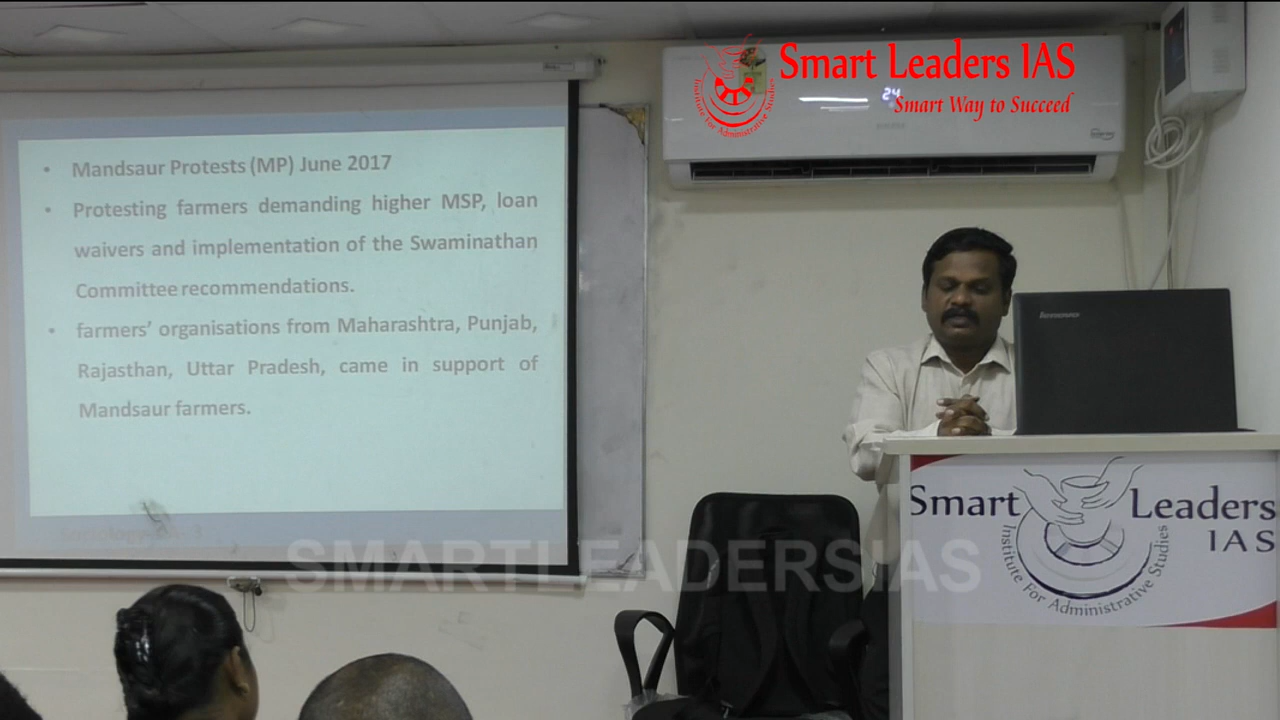 Smart Leaders IAS
Smart Way to Succeed
Institute For Administrative Studies
24
• Mandsaur Protests (MP) June 2017
• Protesting farmers demanding higher MSP, loan
waivers and implementation of the Swaminathan
Committee recommendations.
• farmers' organisations from Maharashtra, Punjab,
Rajasthan, Uttar Pradesh, came in support of
Mandsaur farmers.
lenovo
Smart Leaders
IAS
Institute For Administrative Studies
SMARTLEADERSIAS